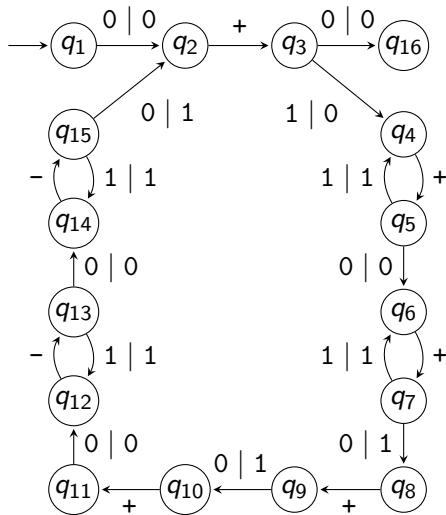 0 | 0 + 0 | 0
q1 q2 q3 q16
0 | 1 1 | 0
q15 q4
− 1 | 1 1 | 1 +
q14 q5
0 | 0 0 | 0
q13 q6
− 1 | 1 1 | 1 +
q12 q7
0 | 0 0 | 1 0 | 1
q11 q10 q9 q8
+ +